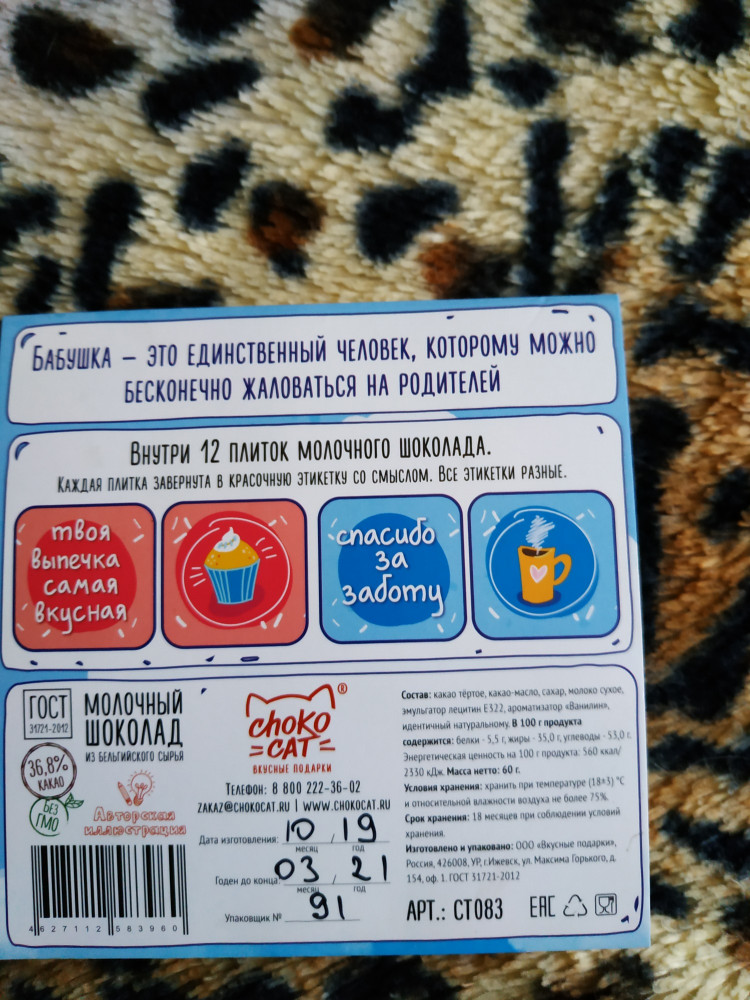 Бабушка – это единственный человек, которому можно
бесконечно жаловаться на родителей
Внутри 12 плиток молочного шоколада.
Каждая плитка завернута в красочную этикетку со смыслом. Все этикетки разные.
твоя
выпечка
самая
вкусная
спасибо
за
заботу
ГОСТ
31721-2012
МОЛОЧНЫЙ
ШОКОЛАД
ИЗ БЕЛЬГИЙСКОГО СЫРЬЯ
36,8%
КАКАО
БЕЗ
ГМО
Авторская
иллюстрация
4 627112 583960
choko
CAT
®
ВКУСНЫЕ ПОДАРКИ
Телефон: 8 800 222-36-02
ZAKAZ@CHOKOCAT.RU | WWW.CHOKOCAT.RU
Дата изготовления: 10 , 19
месяц год
Годен до конца: 03 , 21
месяц год
Упаковщик № 91
Состав: какао тёртое, какао-масло, сахар, молоко сухое,
эмульгатор лецитин Е322, ароматизатор «Ванилин»,
идентичный натуральному. В 100 г продукта
содержится: белки - 5,5 г, жиры - 35,0 г, углеводы - 53,0 г.
Энергетическая ценность на 100 г продукта: 560 ккал/
2330 кДж. Масса нетто: 60 г.
Условия хранения: хранить при температуре (18±3) °С
и относительной влажности воздуха не более 75%.
Срок хранения: 18 месяцев при соблюдении условий
хранения.
Изготовлено и упаковано: ООО «Вкусные подарки»,
Россия, 426008, УР, г.Ижевск, ул. Максима Горького, д.
154, оф. 1. ГОСТ 31721-2012
АРТ.: СТ083
EAC